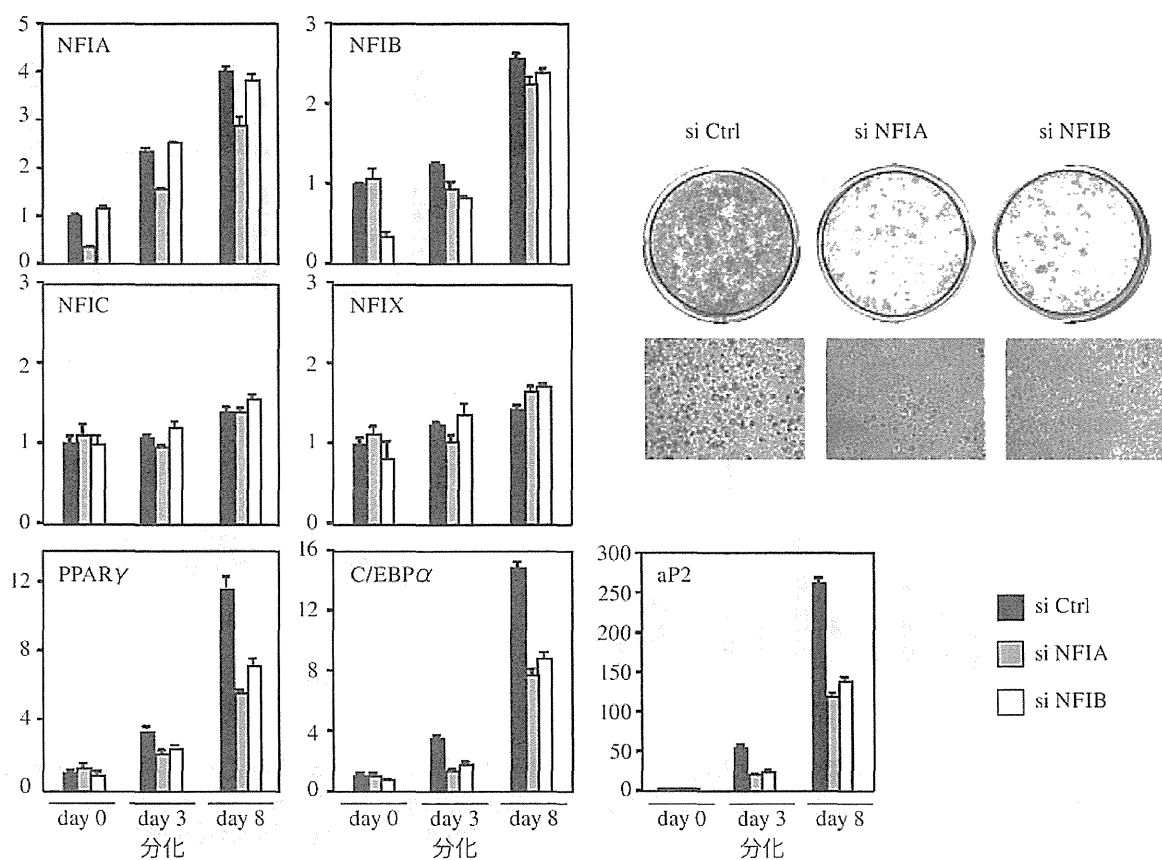 NFIA
5
4
3
2
1
0
NFIB
3
2
1
0
si Ctrl
si NFIA
si NFIB
NFIC
3
2
1
0
NFIX
3
2
1
0
PPARγ
12
8
4
0
day 0
day 3
day 8
分化
C/EBPα
16
12
8
4
0
day 0
day 3
day 8
分化
aP2
300
250
200
150
100
50
0
day 0
day 3
day 8
分化
si Ctrl
si NFIA
si NFIB